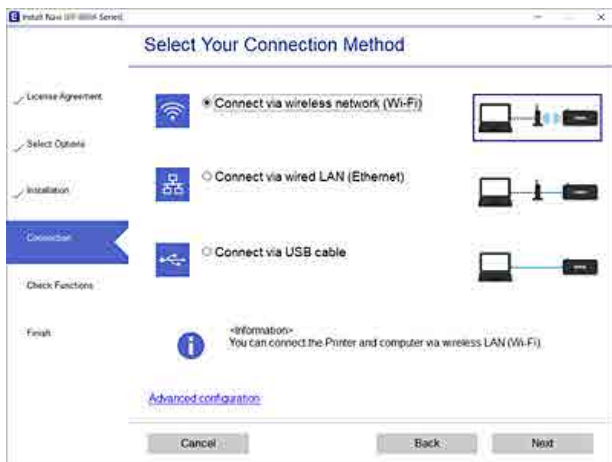 Install Navi
Select Your Connection Method
License Agreement
Connect via wireless network (Wi-Fi)
Select Options
Connect via wired LAN (Ethernet)
Installation
Connection
Connect via USB cable
Check Functions
Finish
<Information>
You can connect the Printer and computer via wireless LAN (Wi-Fi).
Advanced configuration
Cancel
Back
Next